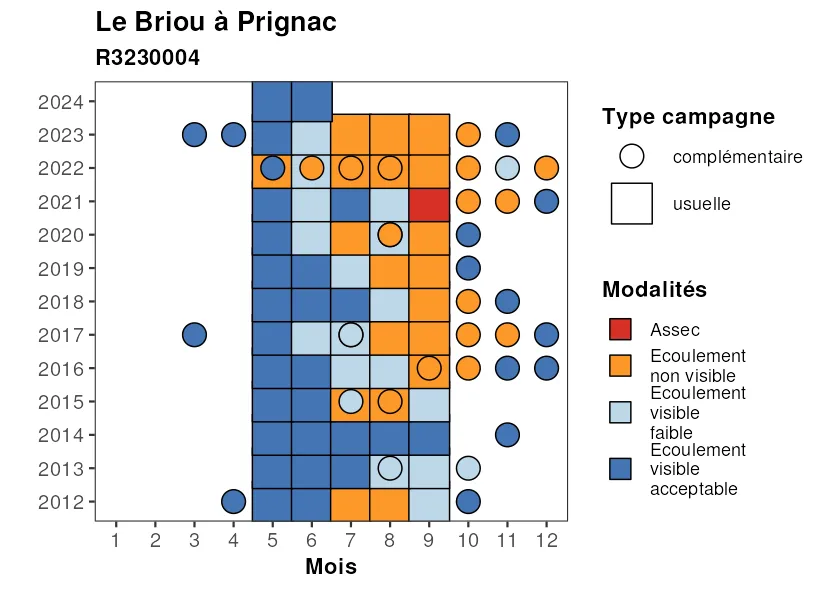 Le Briou à Prignac
R3230004
2024
2023
2022
2021
2020
2019
2018
2017
2016
2015
2014
2013
2012
1 2 3 4 5 6 7 8 9 10 11 12
Mois
Type campagne
complémentaire
usuelle
Modalités
Assec
Ecoulement
non visible
Ecoulement
visible
faible
Ecoulement
visible
acceptable